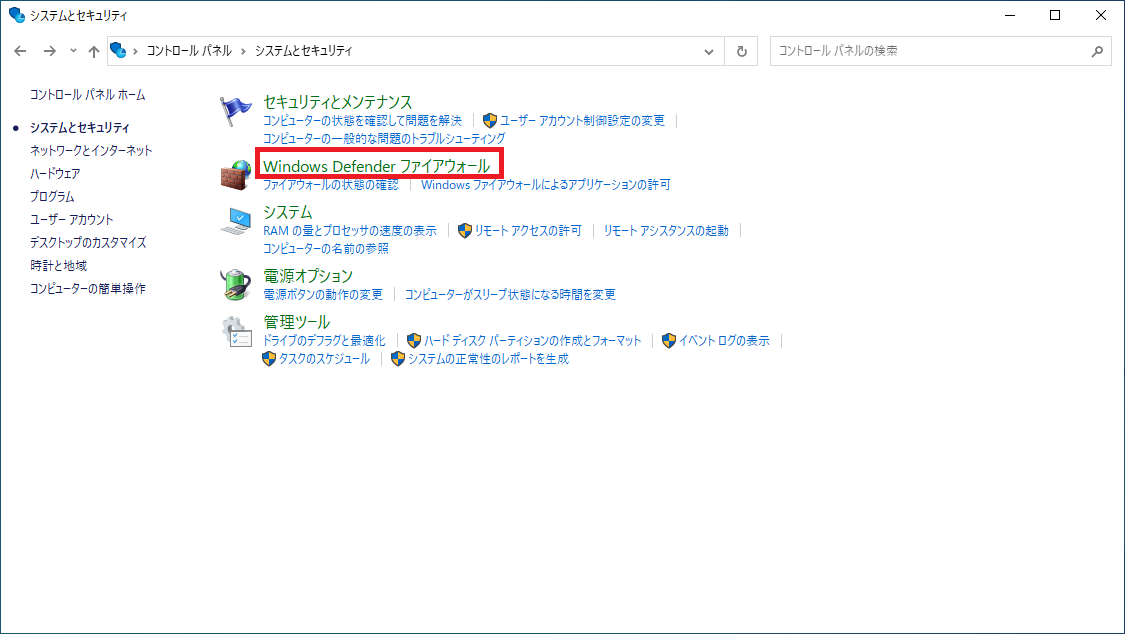 システムとセキュリティ
コントロール パネル › システムとセキュリティ
コントロール パネルの検索
コントロール パネル ホーム
システムとセキュリティ
ネットワークとインターネット
ハードウェア
プログラム
ユーザー アカウント
デスクトップのカスタマイズ
時計と地域
コンピューターの簡単操作
セキュリティとメンテナンス
コンピューターの状態を確認して問題を解決 ユーザー アカウント制御設定の変更
コンピューターの一般的な問題のトラブルシューティング
Windows Defender ファイアウォール
ファイアウォールの状態の確認 Windows ファイアウォールによるアプリケーションの許可
システム
RAM の量とプロセッサの速度の表示 リモート アクセスの許可 リモート アシスタンスの起動
コンピューターの名前の参照
電源オプション
電源ボタンの動作の変更 コンピューターがスリープ状態になる時間を変更
管理ツール
ドライブのデフラグと最適化 ハード ディスク パーティションの作成とフォーマット イベント ログの表示
タスクのスケジュール システムの正常性のレポートを生成